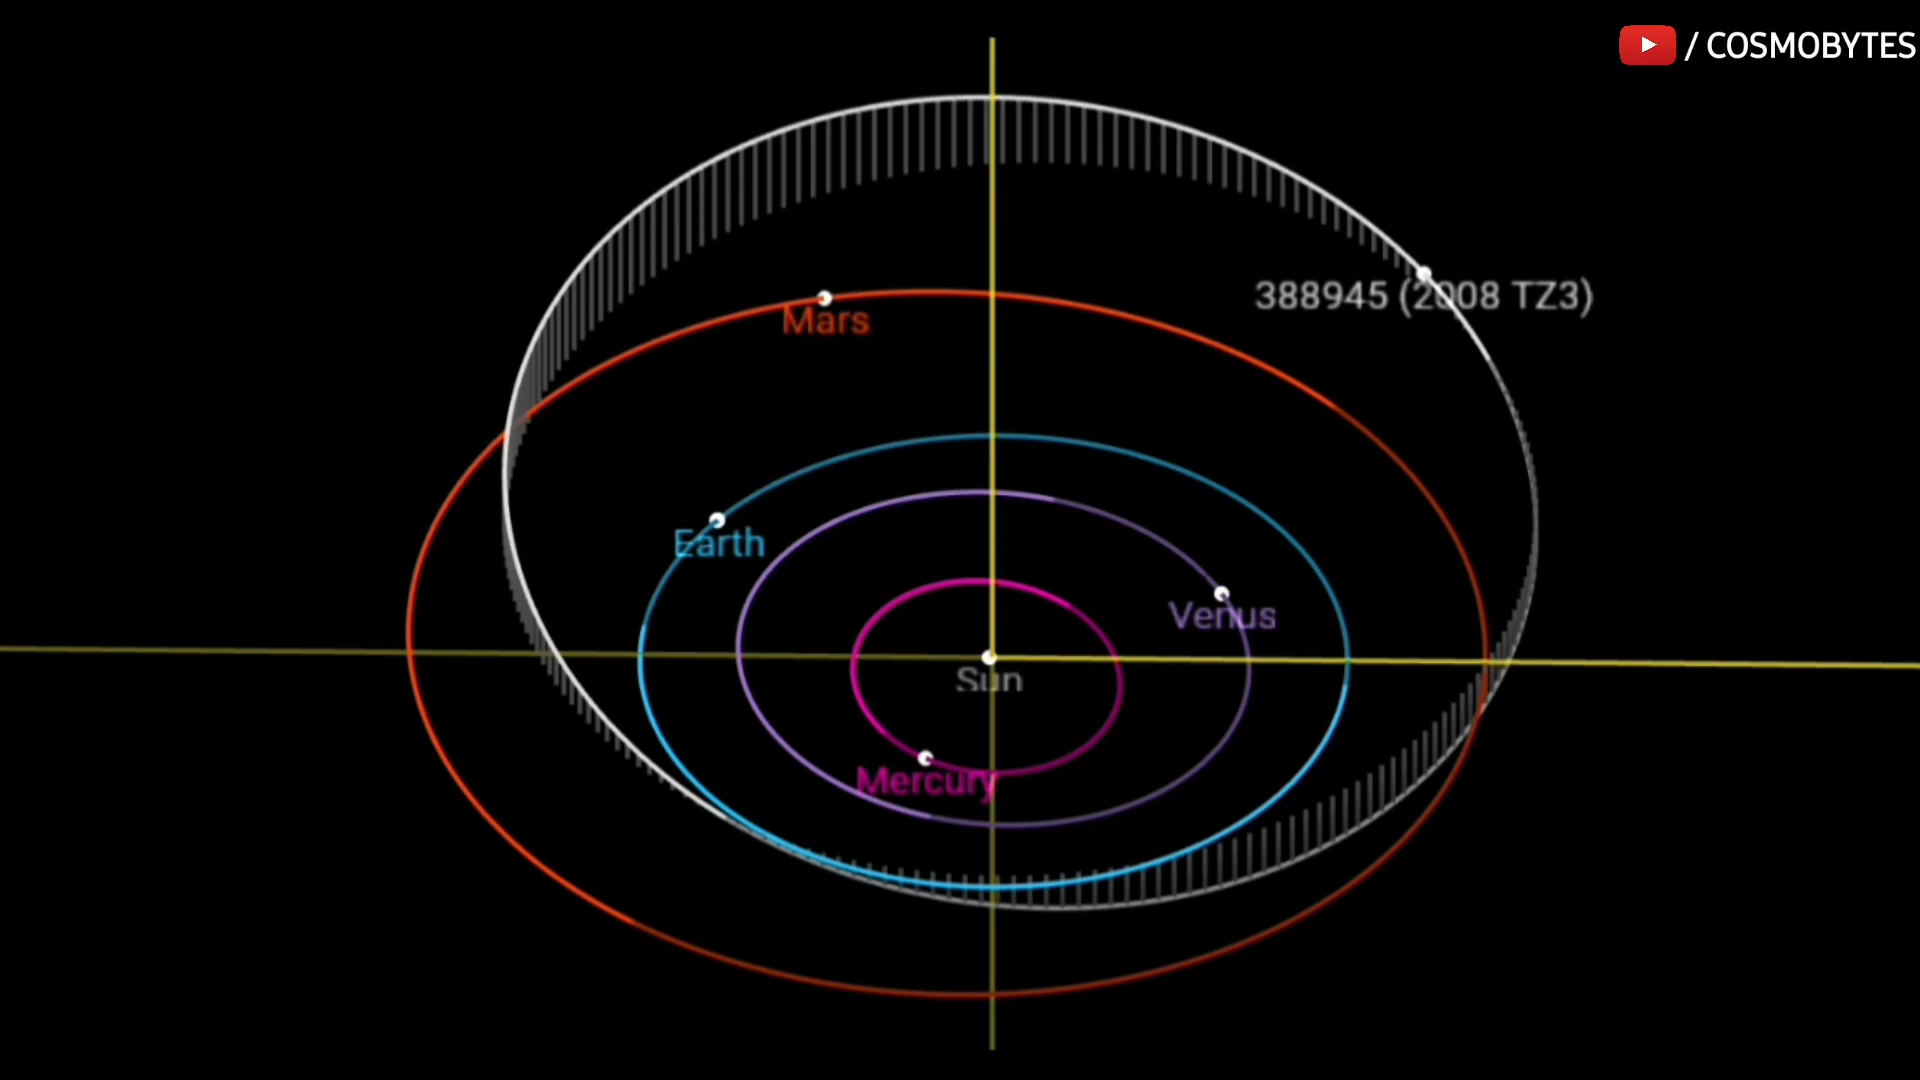 / COSMOBYTES
388945 (2008 TZ3)
Mars
Earth
Venus
Sun
Mercury